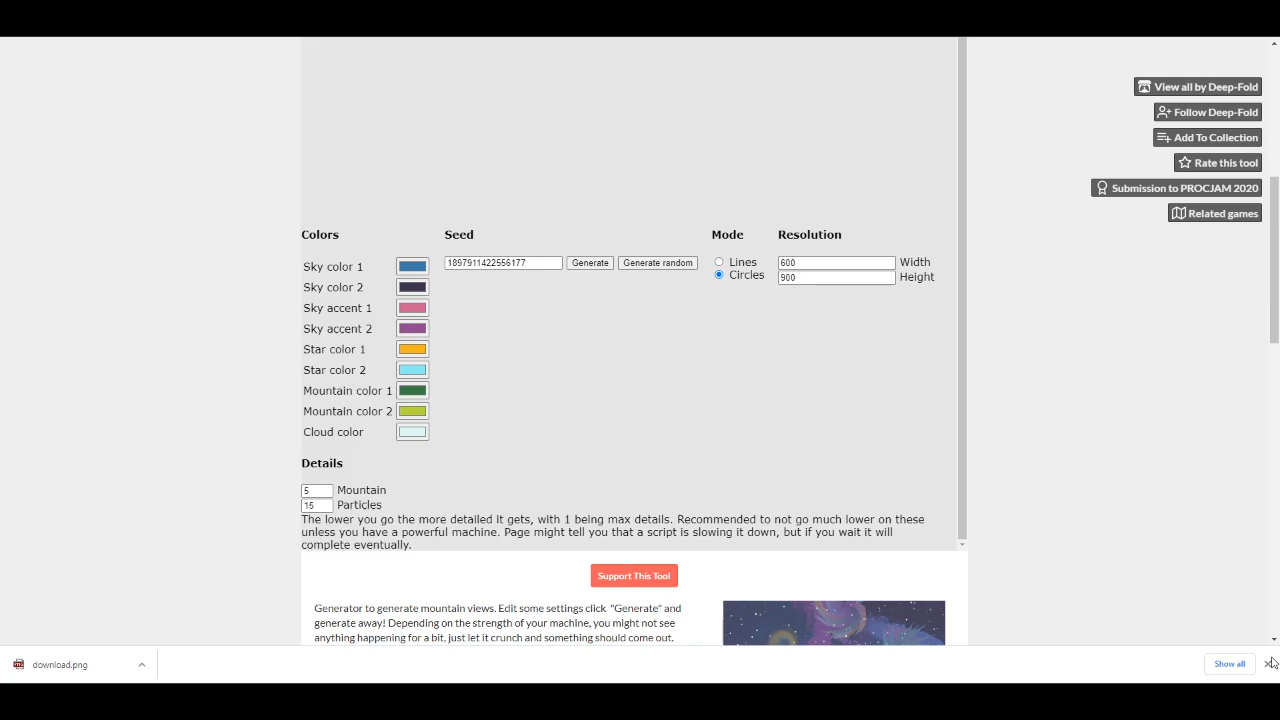 View all by Deep-Fold
Follow Deep-Fold
Add To Collection
Rate this tool
Submission to PROCJAM 2020
Related games
Colors
Seed
Mode
Resolution
Sky color 1
1897911422556177
Generate
Generate random
Lines
600
Width
Circles
900
Height
Sky color 2
Sky accent 1
Sky accent 2
Star color 1
Star color 2
Mountain color 1
Mountain color 2
Cloud color
Details
5 Mountain
15 Particles
The lower you go the more detailed it gets, with 1 being max details. Recommended to not go much lower on these
unless you have a powerful machine. Page might tell you that a script is slowing it down, but if you wait it will
complete eventually.
Support This Tool
Generator to generate mountain views. Edit some settings click "Generate" and
generate away! Depending on the strength of your machine, you might not see
anything happening for a bit, just let it crunch and something should come out.
download.png
Show all